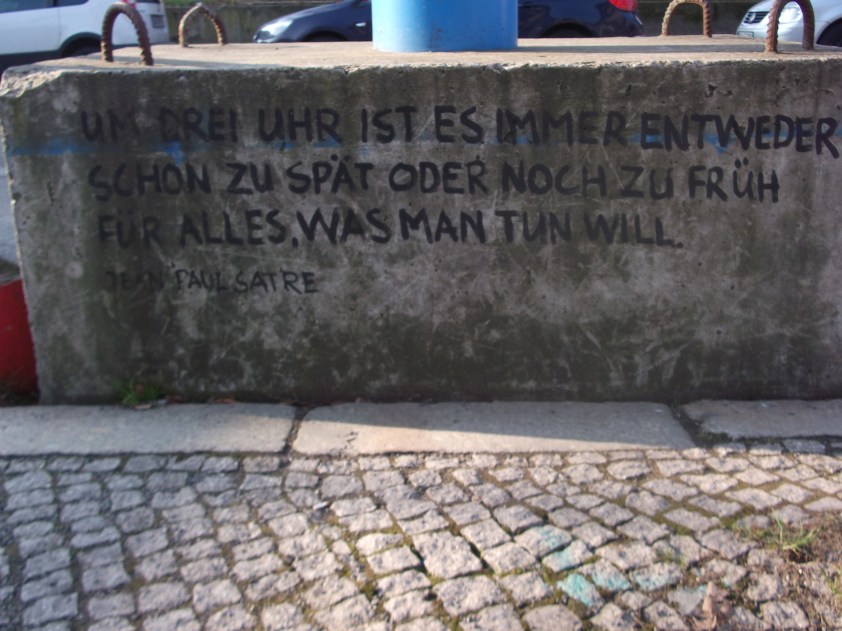 UM DREI UHR IST ES IMMER ENTWEDER,
SCHON ZU SPÄT ODER NOCH ZU FRÜH
FÜR ALLES, WAS MAN TUN WILL.
JEAN PAUL SATRE